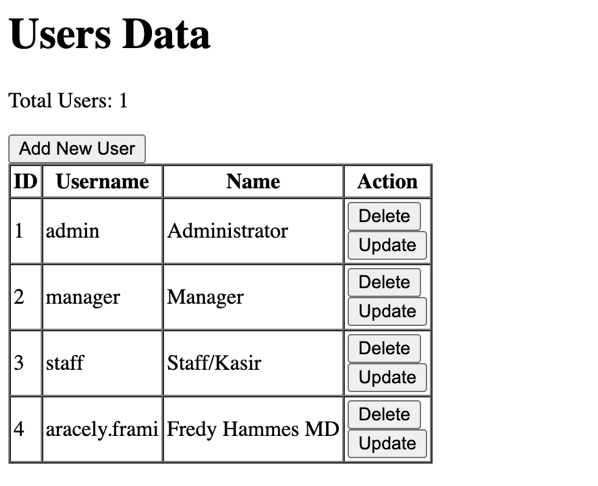 Users Data
Total Users: 1
Add New User
ID Username Name Action
1 admin Administrator Delete
Update
2 manager Manager Delete
Update
3 staff Staff/Kasir Delete
Update
4 aracely.frami Fredy Hammes MD Delete
Update